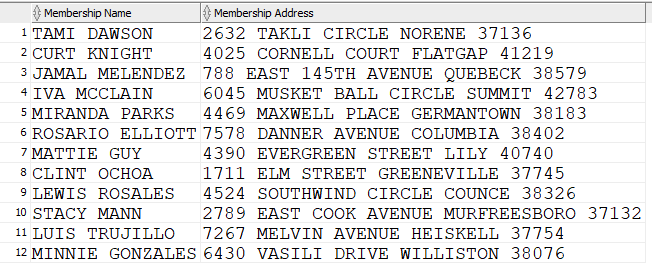 Membership Name Membership Address
1 TAMI DAWSON 2632 TAKLI CIRCLE NORENE 37136
2 CURT KNIGHT 4025 CORNELL COURT FLATGAP 41219
3 JAMAL MELENDEZ 788 EAST 145TH AVENUE QUEBECK 38579
4 IVA MCCLAIN 6045 MUSKET BALL CIRCLE SUMMIT 42783
5 MIRANDA PARKS 4469 MAXWELL PLACE GERMANTOWN 38183
6 ROSARIO ELLIOTT 7578 DANNER AVENUE COLUMBIA 38402
7 MATTIE GUY 4390 EVERGREEN STREET LILY 40740
8 CLINT OCHOA 1711 ELM STREET GREENEVILLE 37745
9 LEWIS ROSALES 4524 SOUTHWIND CIRCLE COUNCE 38326
10 STACY MANN 2789 EAST COOK AVENUE MURFREESBORO 37132
11 LUIS TRUJILLO 7267 MELVIN AVENUE HEISKELL 37754
12 MINNIE GONZALES 6430 VASILI DRIVE WILLISTON 38076